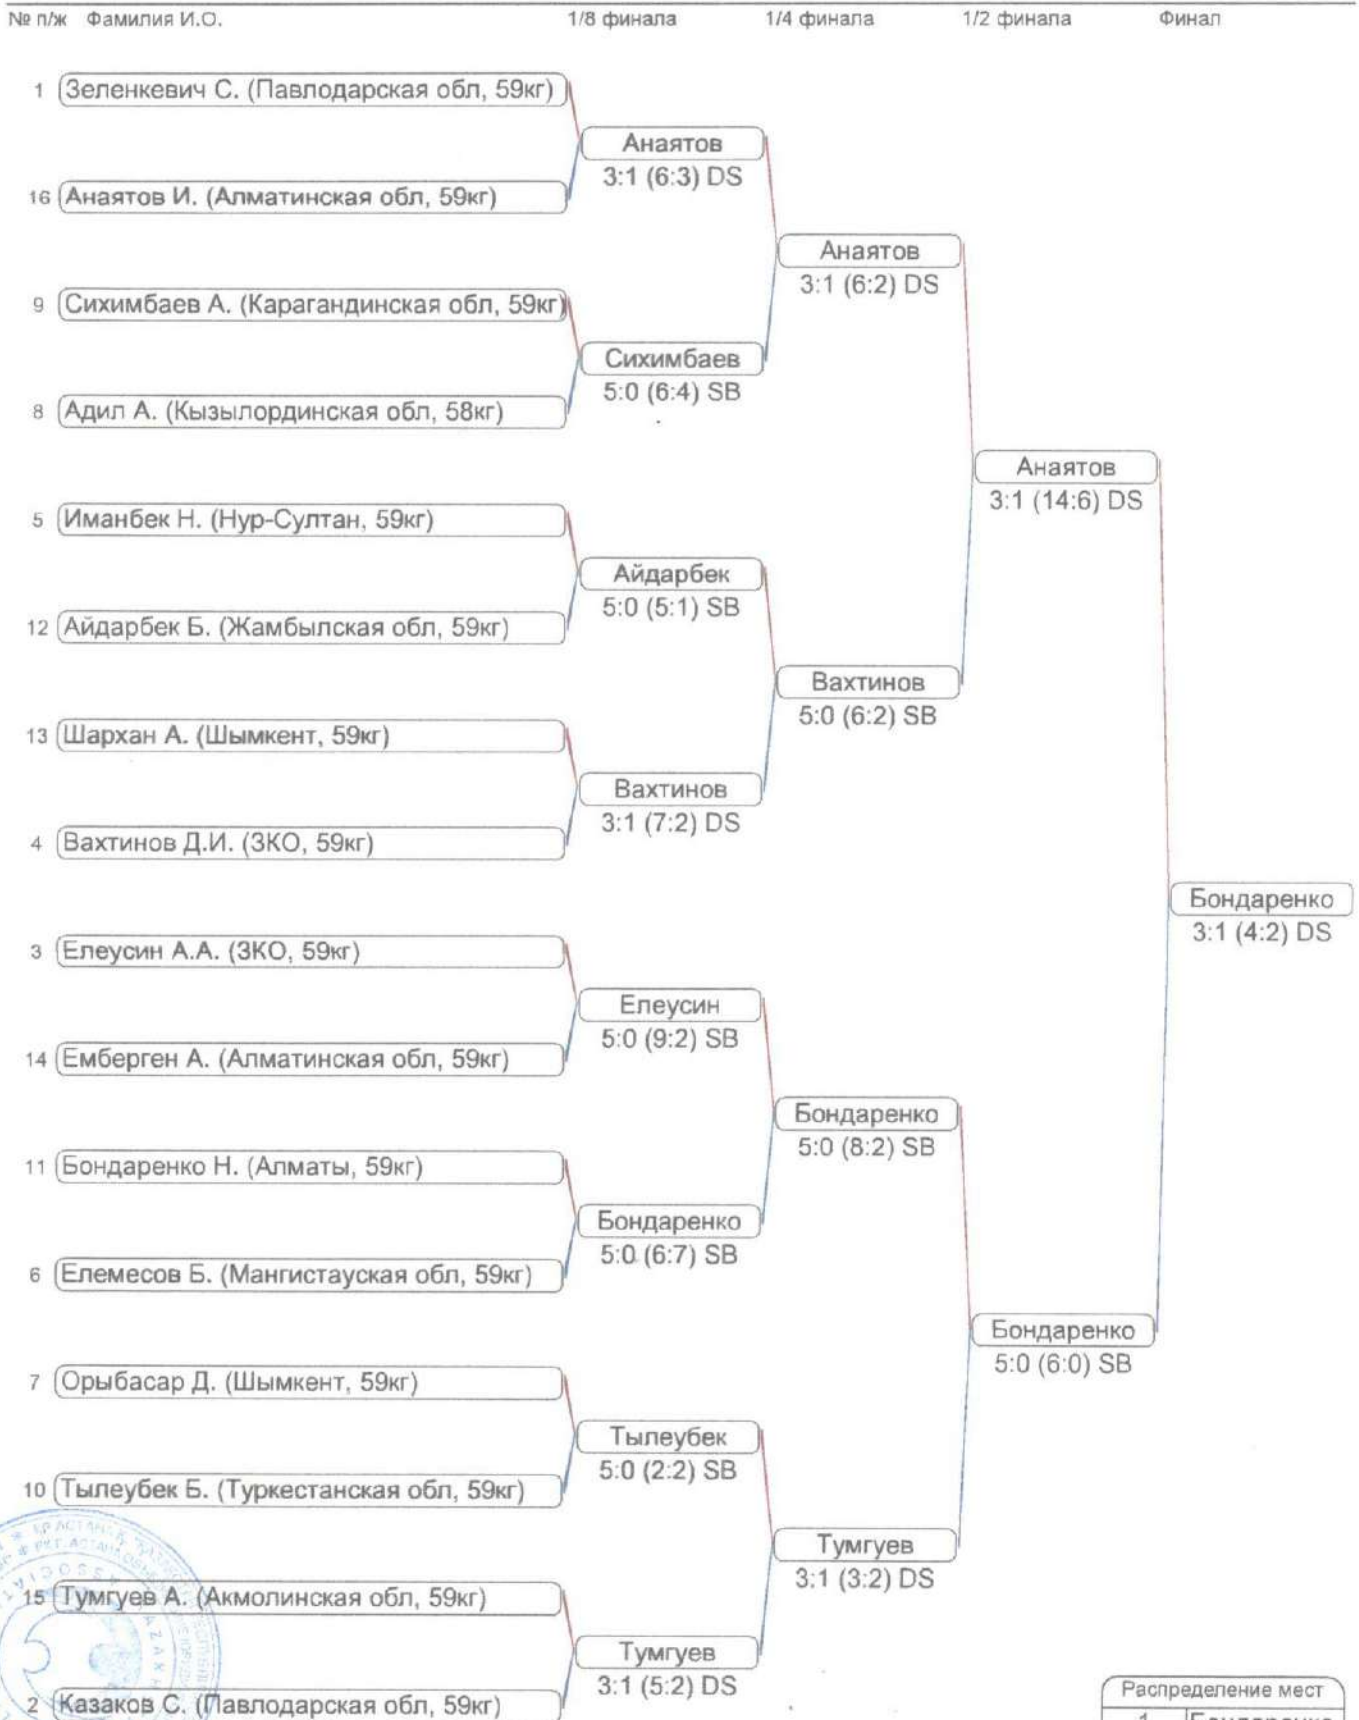 № п/ж Фамилия И.О. 1/8 финала 1/4 финала 1/2 финала Финал
1 Зеленкевич С. (Павлодарская обл, 59кг)
Анаятов
3:1 (6:3) DS
16 Анаятов И. (Алматинская обл, 59кг)
Анаятов
3:1 (6:2) DS
9 Сихимбаев А. (Карагандинская обл, 59кг)
Сихимбаев
5:0 (6:4) SB
8 Адил А. (Кызылординская обл, 58кг)
Анаятов
3:1 (14:6) DS
5 Иманбек Н. (Нур-Султан, 59кг)
Айдарбек
5:0 (5:1) SB
12 Айдарбек Б. (Жамбылская обл, 59кг)
Вахтинов
5:0 (6:2) SB
13 Шархан А. (Шымкент, 59кг)
Вахтинов
3:1 (7:2) DS
4 Вахтинов Д.И. (ЗКО, 59кг)
Бондаренко
3:1 (4:2) DS
3 Елеусин А.А. (ЗКО, 59кг)
Елеусин
5:0 (9:2) SB
14 Емберген А. (Алматинская обл, 59кг)
Бондаренко
5:0 (8:2) SB
11 Бондаренко Н. (Алматы, 59кг)
Бондаренко
5:0 (6:7) SB
6 Елемесов Б. (Мангистауская обл, 59кг)
Бондаренко
5:0 (6:0) SB
7 Орыбасар Д. (Шымкент, 59кг)
Тылеубек
5:0 (2:2) SB
10 Тылеубек Б. (Туркестанская обл, 59кг)
Тумгуев
3:1 (3:2) DS
15 Тумгуев А. (Акмолинская обл, 59кг)
Тумгуев
3:1 (5:2) DS
2 Казаков С. (Павлодарская обл, 59кг)
Распределение мест
1 Бондаренко